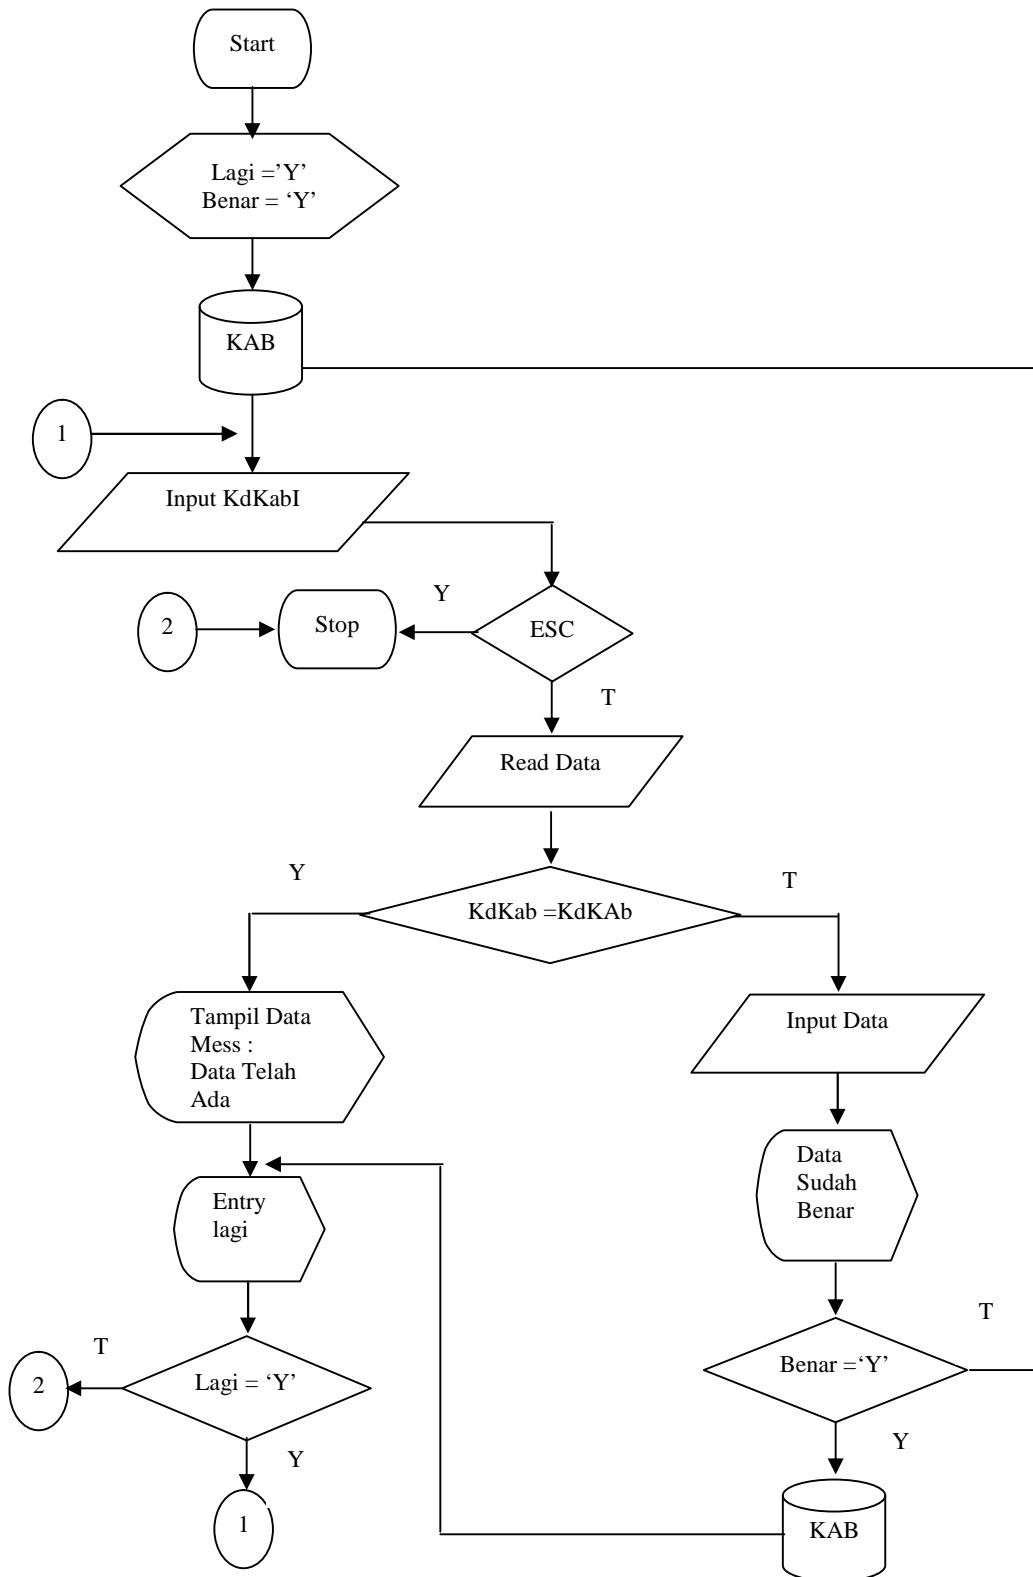 Start
Lagi =’Y’
Benar = ‘Y’
KAB
1
Input KdKabI
Y
2
Stop
ESC
T
Read Data
Y
T
KdKab =KdKAb
Tampil Data
Mess :
Data Telah
Ada
Input Data
Data
Sudah
Benar
Entry
lagi
T
T
2
Lagi = ‘Y’
Benar =‘Y’
Y
Y
1
KAB